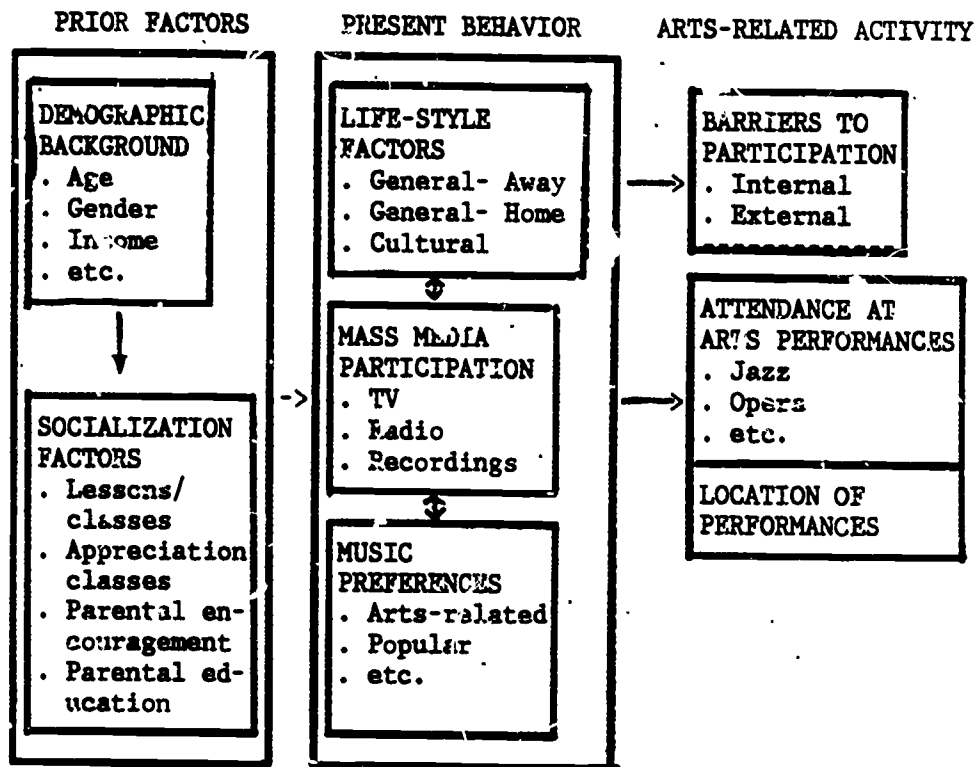 PRIOR FACTORS
DEMOGRAPHIC
BACKGROUND
. Age
. Gender
. Income
. etc.
SOCIALIZATION
FACTORS
. Lessons/
classes
. Appreciation
classes
. Parental en-
couragement
. Parental ed-
ucation
PRESENT BEHAVIOR
LIFE-STYLE
FACTORS
. General- Away
. General- Home
. Cultural
MASS MEDIA
PARTICIPATION
. TV
. Radio
. Recordings
MUSIC
PREFERENCES
. Arts-related
. Popular
. etc.
ARTS-RELATED ACTIVITY
BARRIERS TO
PARTICIPATION
. Internal
. External
ATTENDANCE AT
ARTS PERFORMANCES
. Jazz
. Opera
. etc.
LOCATION OF
PERFORMANCES